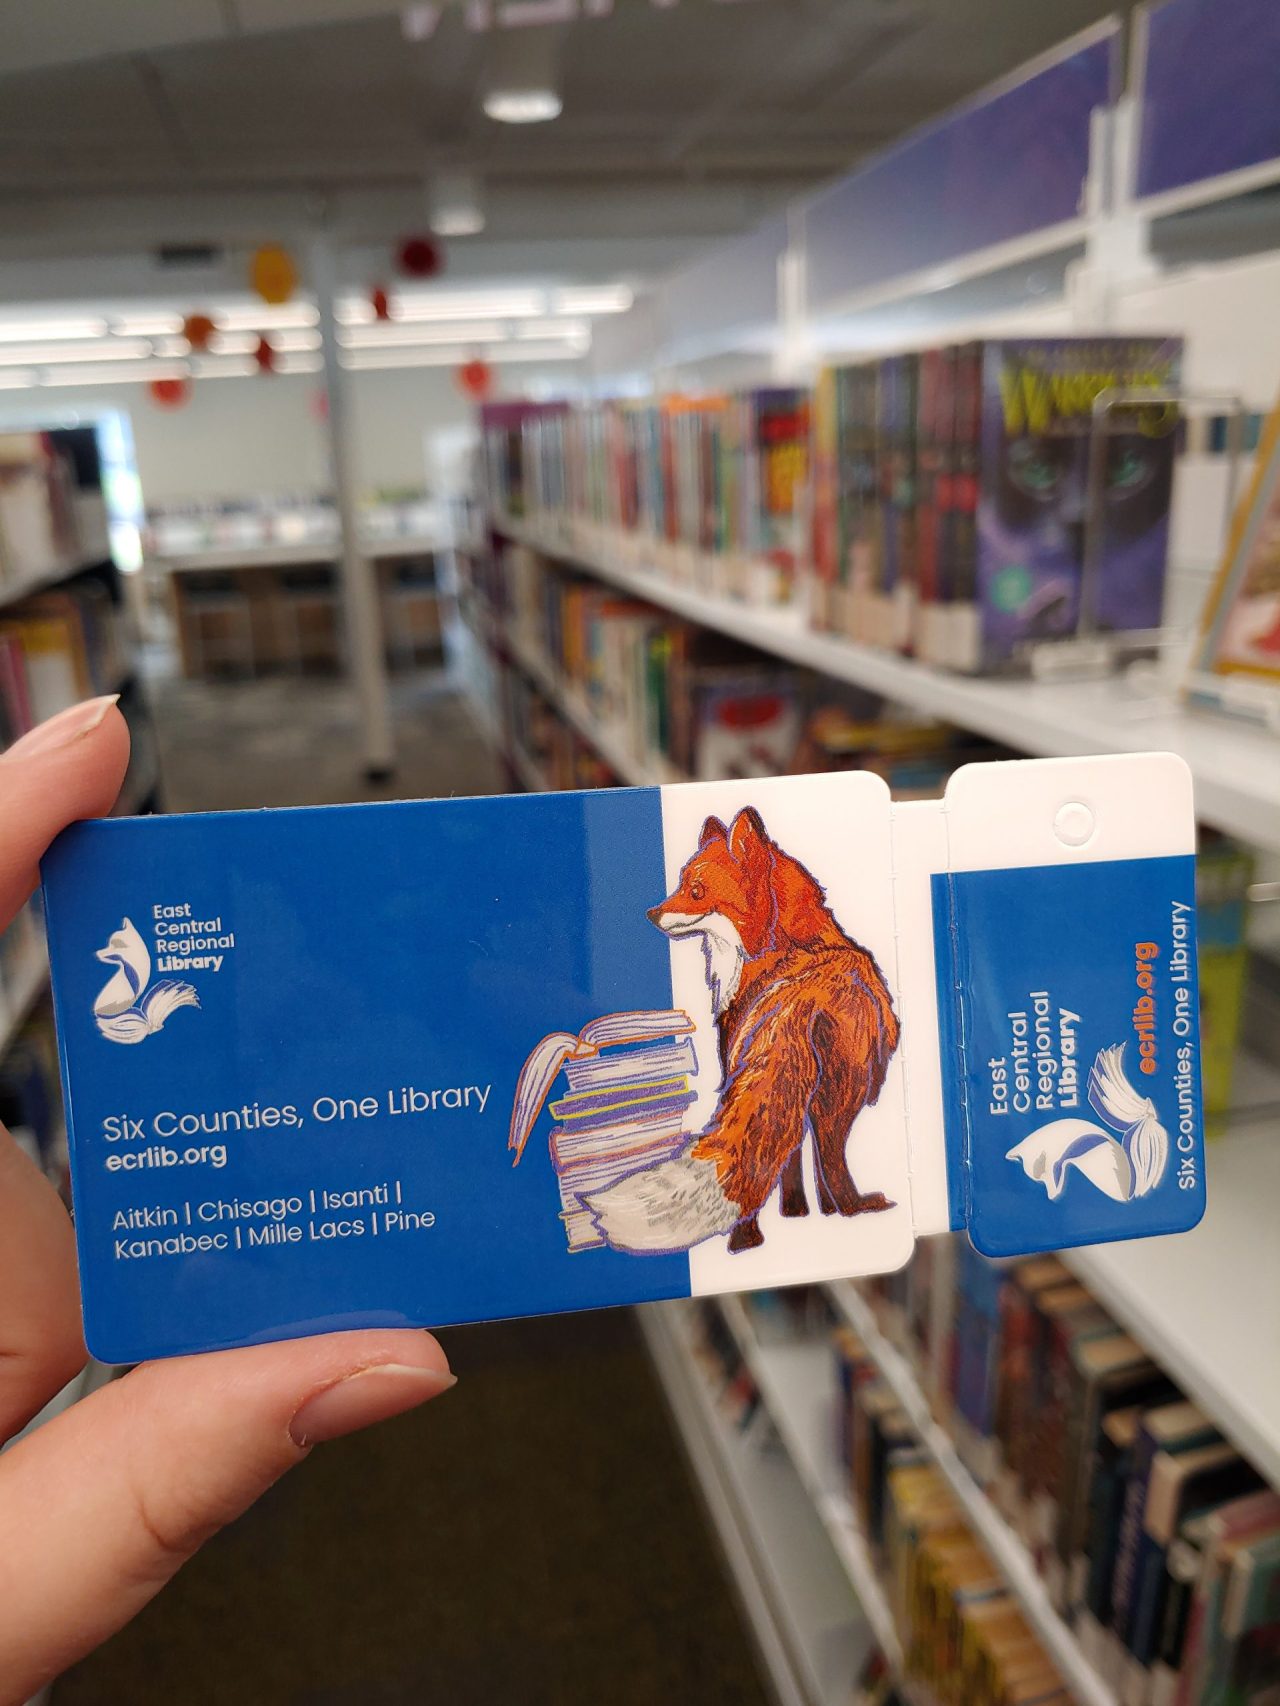 WARRIORS
East
Central
Regional
Library
Six Counties, One Library
ecrlib.org
Aitkin | Chisago | Isanti |
Kanabec | Mille Lacs | Pine
East
Central
Regional
Library
ecrlib.org
Six Counties, One Library